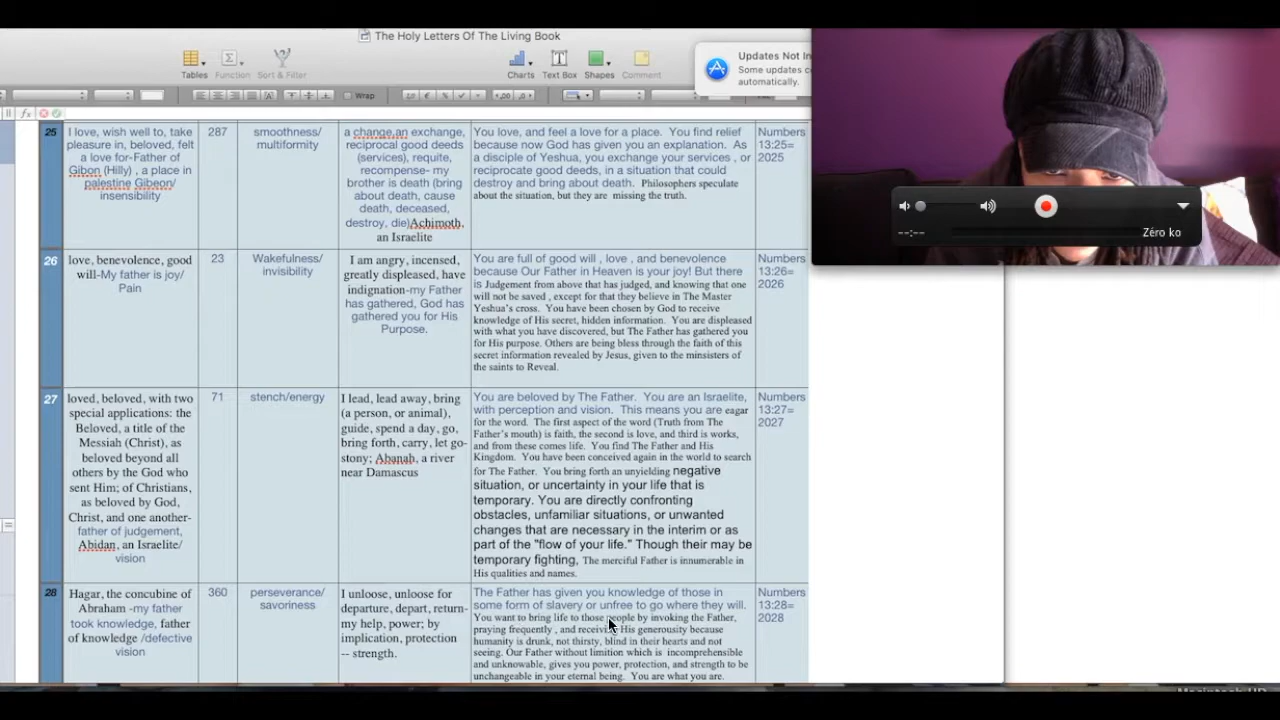 The Holy Letters Of The Living Book
Tables
Function
Sort & Filter
Charts
Text Box
Shapes
Comment
Updates Not In
Some updates c
automatically.
Wrap
fx
25
I love, wish well to, take
pleasure in, beloved, felt
a love for-Father of
Gibon (Hilly) , a place in
palestine Gibeon/
insensibility
287
smoothness/
multiformity
a change,an exchange,
reciprocal good deeds
(services), requite,
recompense- my
brother is death (bring
about death, cause
death, deceased,
destroy, die)Achimoth,
an Israelite
You love, and feel a love for a place. You find relief
because now God has given you an explanation. As
a disciple of Yeshua, you exchange your services , or
reciprocate good deeds, in a situation that could
destroy and bring about death. Philosophers speculate
about the situation, but they are missing the truth.
Numbers
13:25=
2025
26
love, benevolence, good
will-My father is joy/
Pain
23
Wakefulness/
invisibility
I am angry, incensed,
greatly displeased, have
indignation-my Father
has gathered, God has
gathered you for His
Purpose.
You are full of good will , love , and benevolence
because Our Father in Heaven is your joy! But there
is Judgement from above that has judged, and knowing that one
will not be saved , except for that they believe in The Master
Yeshua's cross. You have been chosen by God to receive
knowledge of His secret, hidden information. You are displeased
with what you have discovered, but The Father has gathered you
for His purpose. Others are being bless through the faith of this
secret information revealed by Jesus, given to the minsisters of
the saints to Reveal.
Numbers
13:26=
2026
27
loved, beloved, with two
special applications: the
Beloved, a title of the
Messiah (Christ), as
beloved beyond all
others by the God who
sent Him; of Christians,
as beloved by God,
Christ, and one another-
father of judgement,
Abidan, an Israelite/
vision
71
stench/energy
I lead, lead away, bring
(a person, or animal),
guide, spend a day, go,
bring forth, carry, let go-
stony; Abanah, a river
near Damascus
You are beloved by The Father. You are an Israelite,
with perception and vision. This means you are eagar
for the word. The first aspect of the word (Truth from The
Father's mouth) is faith, the second is love, and third is works,
and from these comes life. You find The Father and His
Kingdom. You have been conceived again in the world to search
for The Father. You bring forth an unyielding negative
situation, or uncertainty in your life that is
temporary. You are directly confronting
obstacles, unfamiliar situations, or unwanted
changes that are necessary in the interim or as
part of the "flow of your life." Though their may be
temporary fighting, The merciful Father is innumerable in
His qualities and names.
Numbers
13:27=
2027
28
Hagar, the concubine of
Abraham -my father
took knowledge, father
of knowledge /defective
vision
360
perseverance/
savoriness
I unloose, unloose for
departure, depart, return-
my help, power; by
implication, protection
-- strength.
The Father has given you knowledge of those in
some form of slavery or unfree to go where they will.
You want to bring life to those people by invoking the Father,
praying frequently , and receiving His generousity because
humanity is drunk, not thirsty, blind in their hearts and not
seeing. Our Father without limition which is incomprehensible
and unknowable, gives you power, protection, and strength to be
unchangeable in your eternal being. You are what you are.
Numbers
13:28=
2028
--:--
Zéro ko